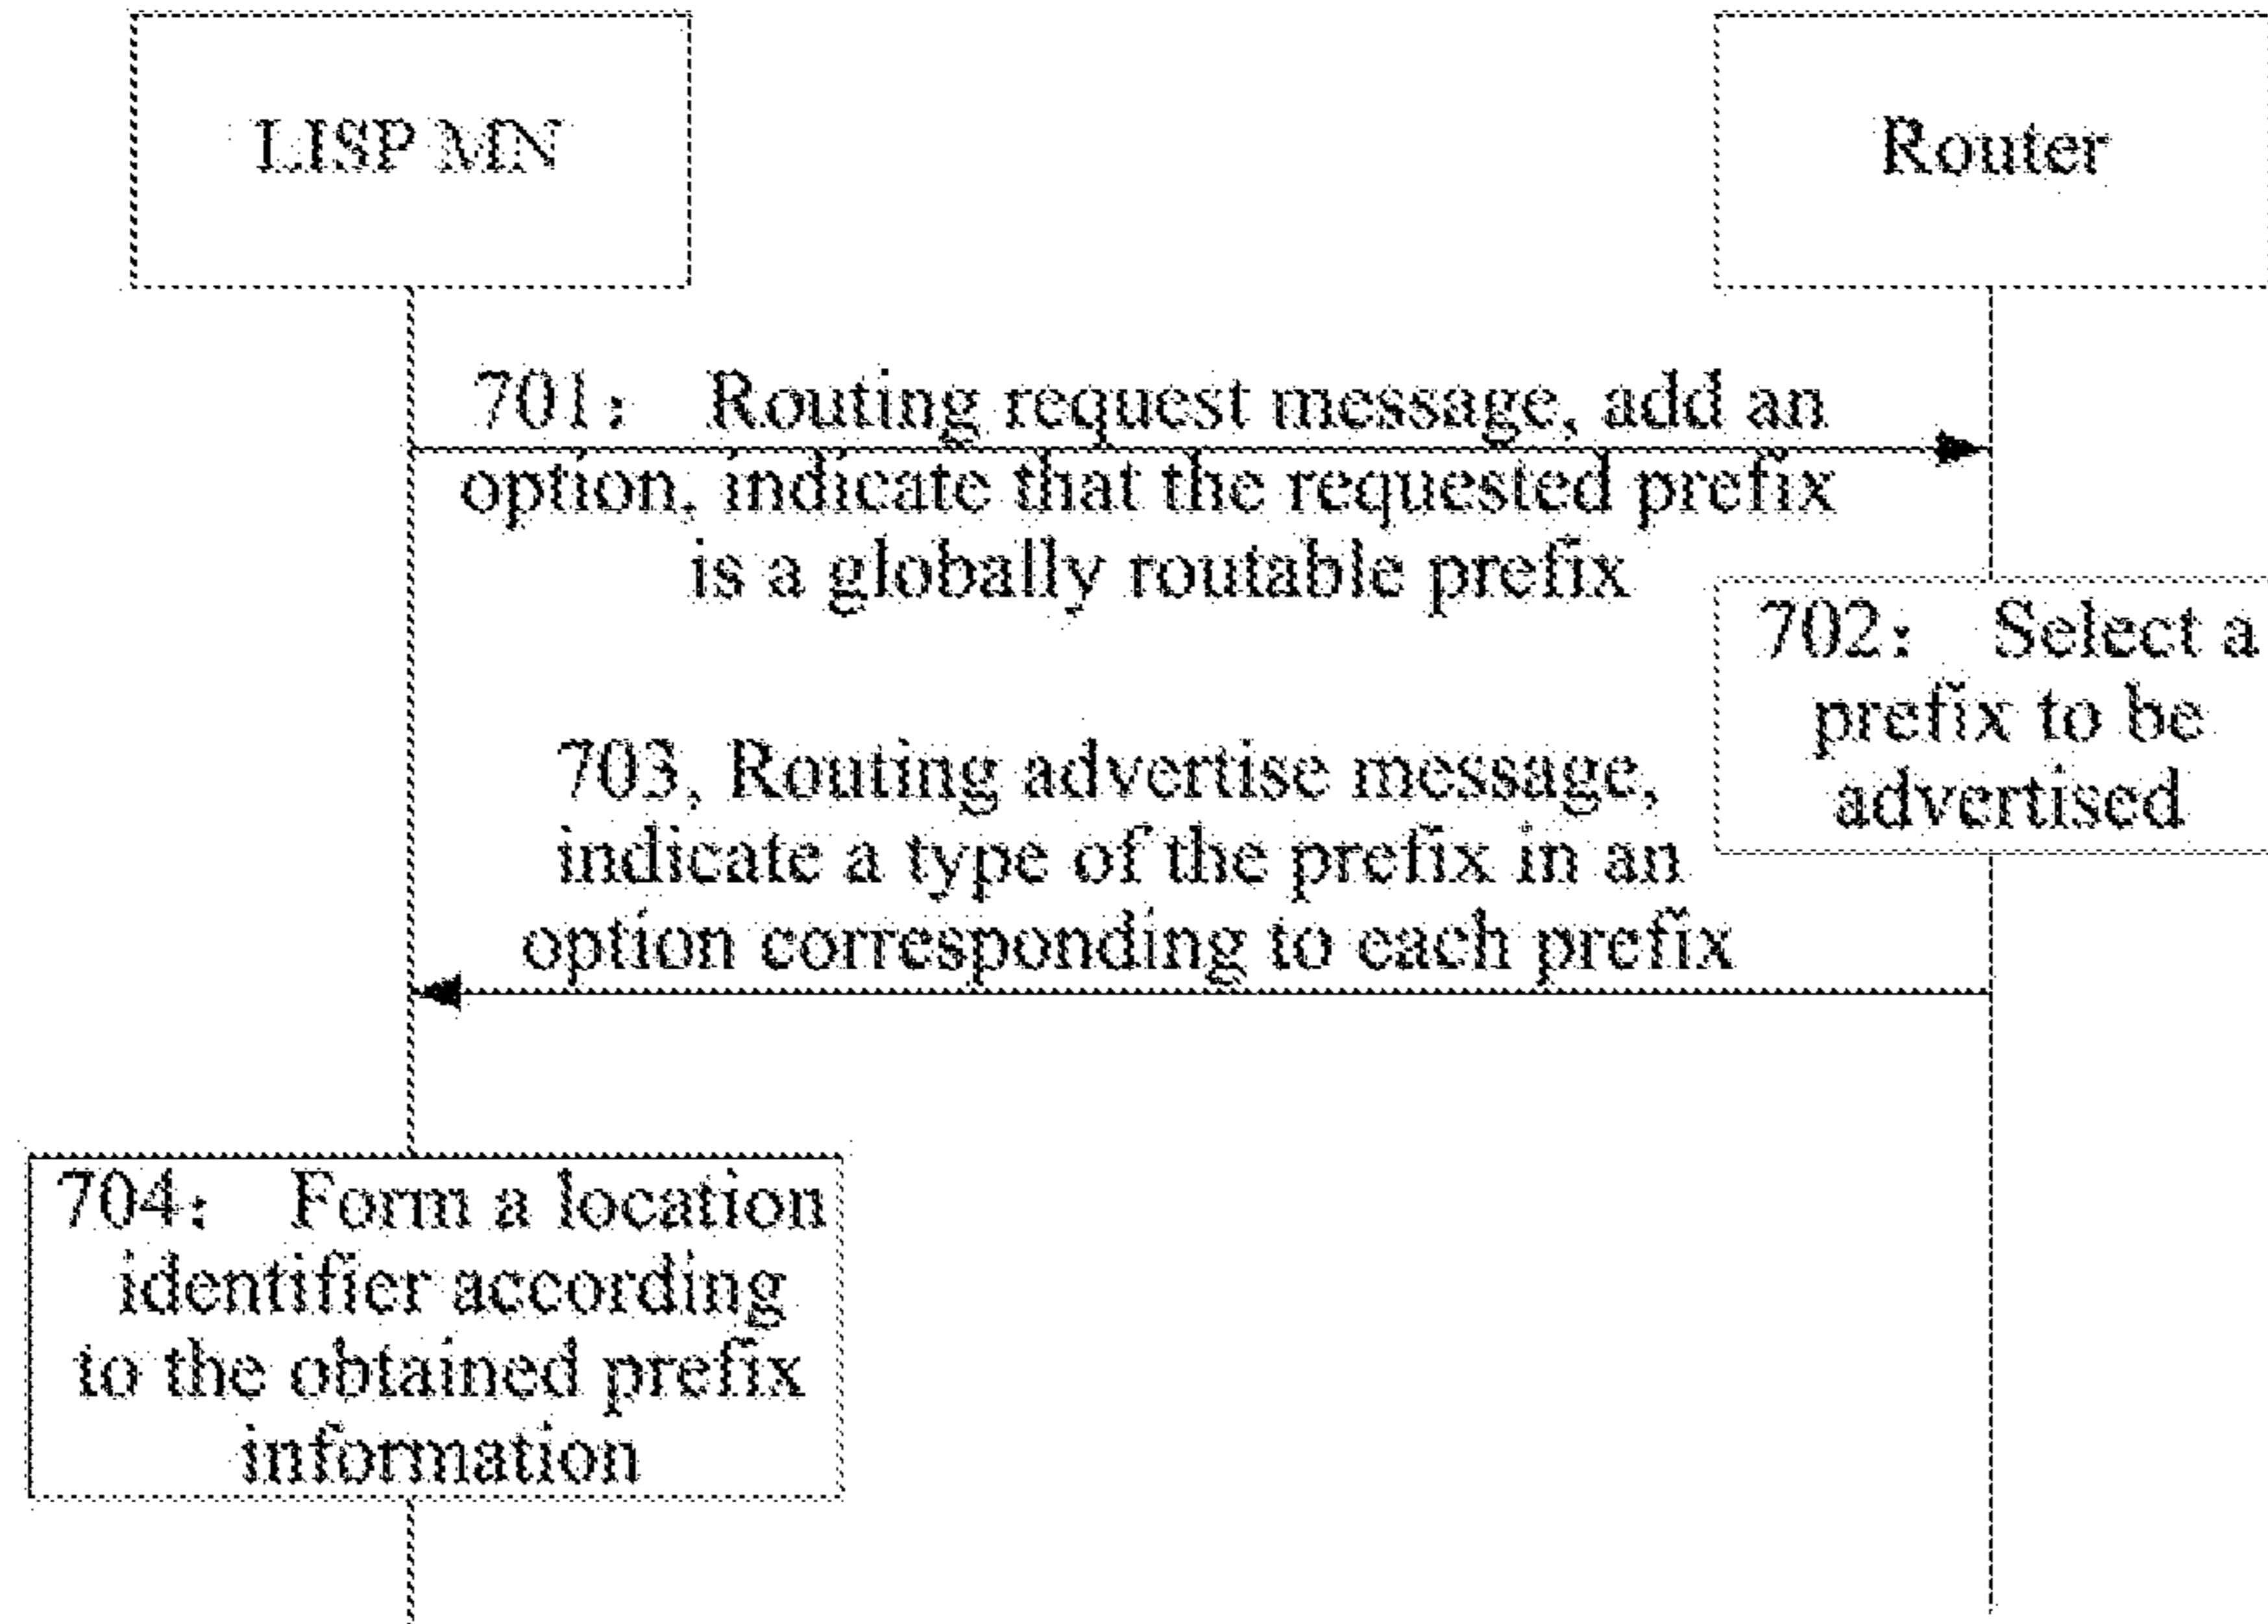 LISP MN
Router
701: Routing request message, add an
option, indicate that the requested prefix
is a globally routable prefix
702: Select a
prefix to be
advertised
703, Routing advertise message,
indicate a type of the prefix in an
option corresponding to each prefix
704: Form a location
identifier according
to the obtained prefix
information